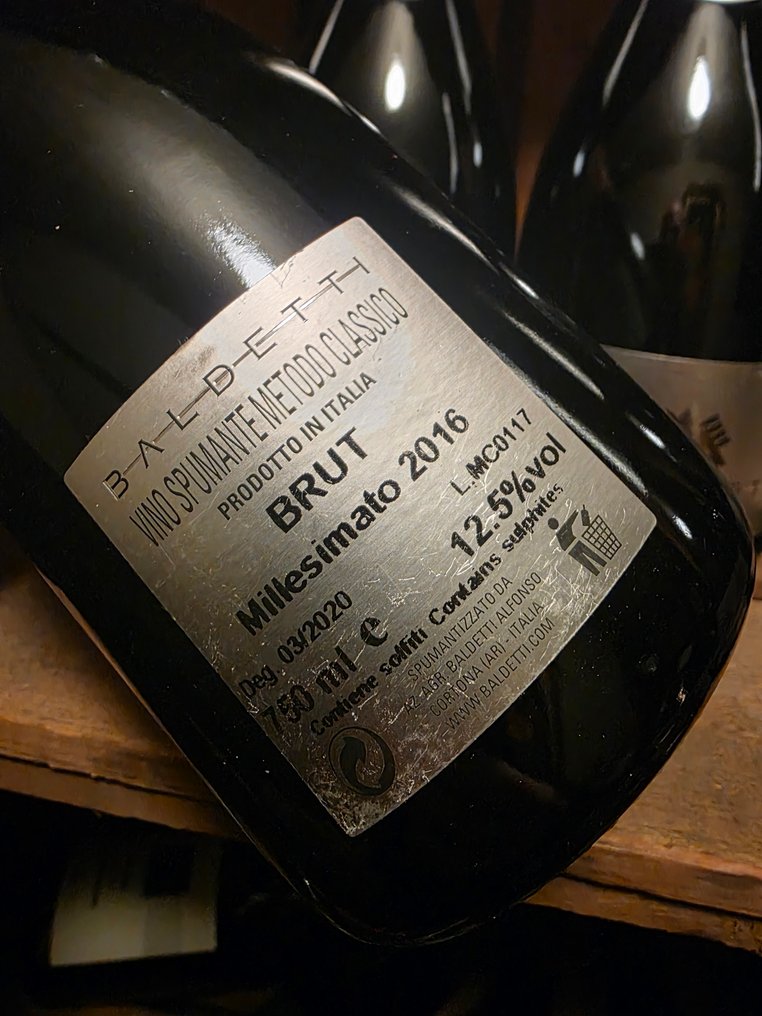 BALDETTI
VINO SPUMANTE METODO CLASSICO
PRODOTTO IN ITALIA
BRUT
Millesimato 2016
L.MC0117
Deg. 03/2020
12.5%vol
750 ml e
Contiene solfiti Contains sulphites
SPUMANTIZZATO DA
AZ.AGR. BALDETTI ALFONSO
CORTONA (AR) - ITALIA
WWW.BALDETTI.COM